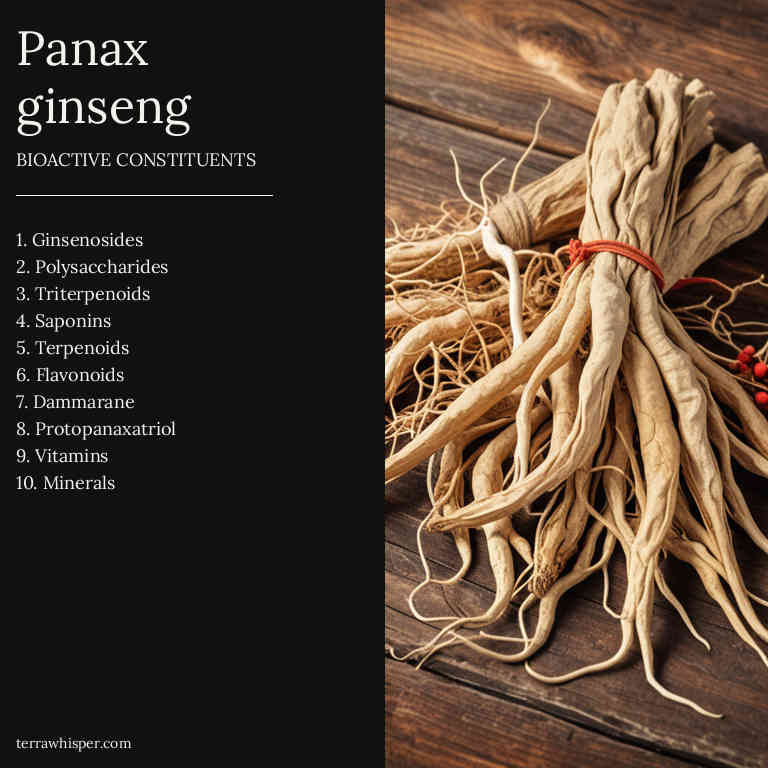 Panax
ginseng
BIOACTIVE CONSTITUENTS
1. Ginsenosides
2. Polysaccharides
3. Triterpenoids
4. Saponins
5. Terpenoids
6. Flavonoids
7. Dammarane
8. Protopanaxatriol
9. Vitamins
10. Minerals
terrawhisper.com